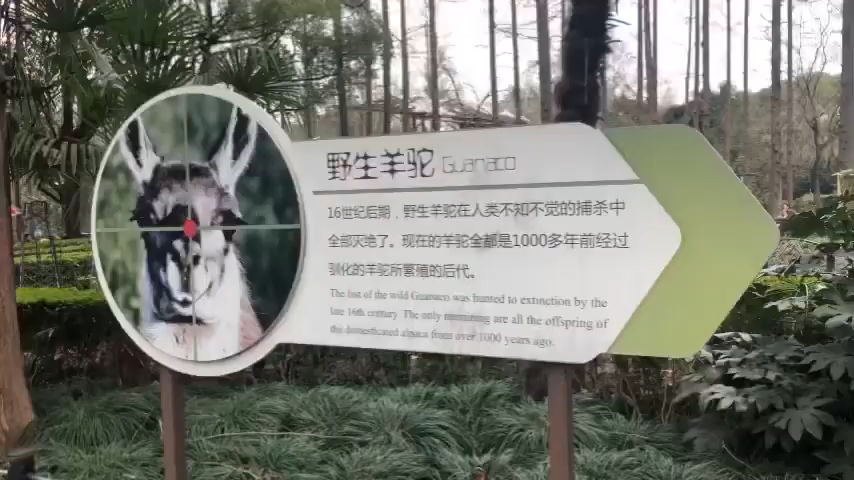 野生羊驼 Guanaco
16世纪后期，野生羊驼在人类不知不觉的捕杀中
全部灭绝了。现在的羊驼全都是1000多年前经过
驯化的羊驼所繁殖的后代。
The last of the wild Guanaco was hunted to extinction by the
late 16th century. The only remaining are all the offspring of
the domesticated alpaca from over 1000 years ago.